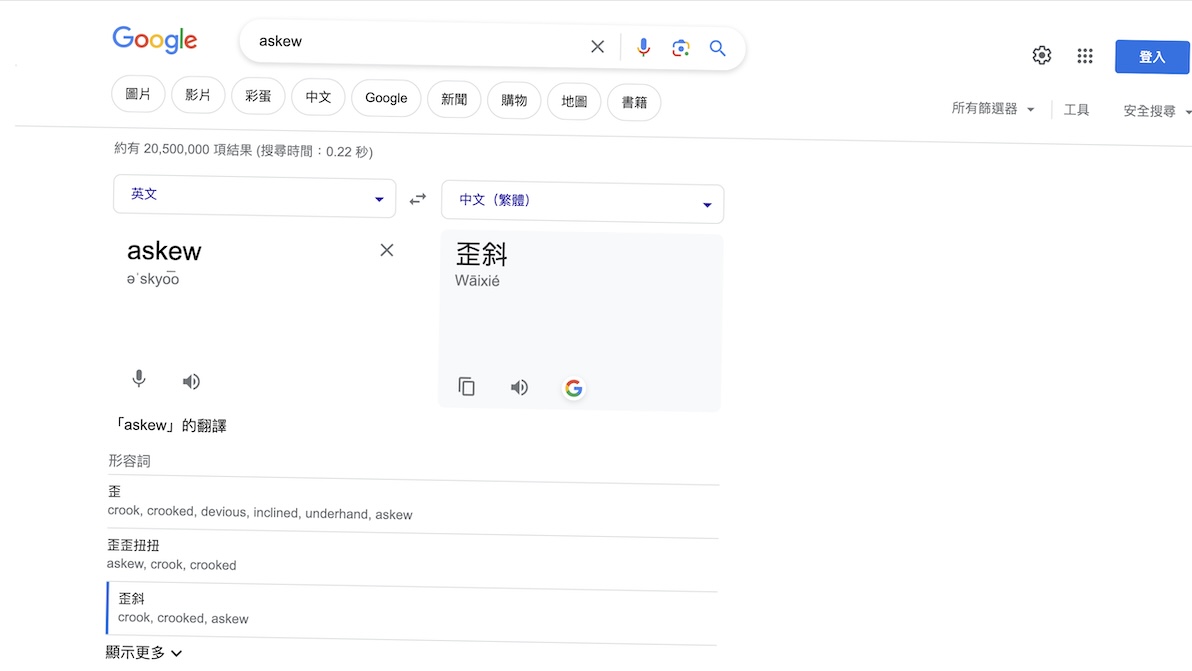 Google
askew
登入
圖片 影片 彩蛋 中文 Google 新聞 購物 地圖 書籍
所有篩選器 工具 安全搜尋
約有 20,500,000 項結果 (搜尋時間：0.22 秒)
英文 中文（繁體）
askew
əˈskyo͞o
歪斜
Wāixié
「askew」的翻譯
形容詞
歪
crook, crooked, devious, inclined, underhand, askew
歪歪扭扭
askew, crook, crooked
歪斜
crook, crooked, askew
顯示更多